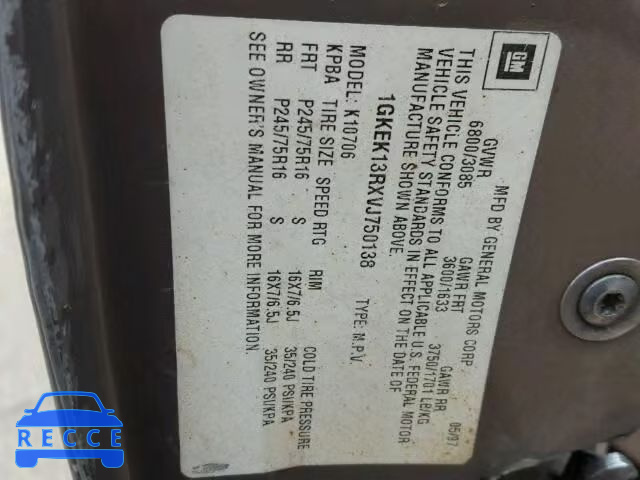 GM
MFD BY GENERAL MOTORS CORP 05/97
GVWR GAWR FRT GAWR RR
6800/3085 3600/1633 3750/1701 LB/KG
THIS VEHICLE CONFORMS TO ALL APPLICABLE U.S. FEDERAL MOTOR
VEHICLE SAFETY STANDARDS IN EFFECT ON THE DATE OF
MANUFACTURE SHOWN ABOVE.
1GKEK13RXVJ750138 TYPE: M.P.V.
MODEL: K10706
KPBA TIRE SIZE SPEED RTG RIM COLD TIRE PRESSURE
FRT P245/75R16 S 16X7/6.5J 35/240 PSI/KPA
RR P245/75R16 S 16X7/6.5J 35/240 PSI/KPA
SEE OWNER'S MANUAL FOR MORE INFORMATION.
RECCE